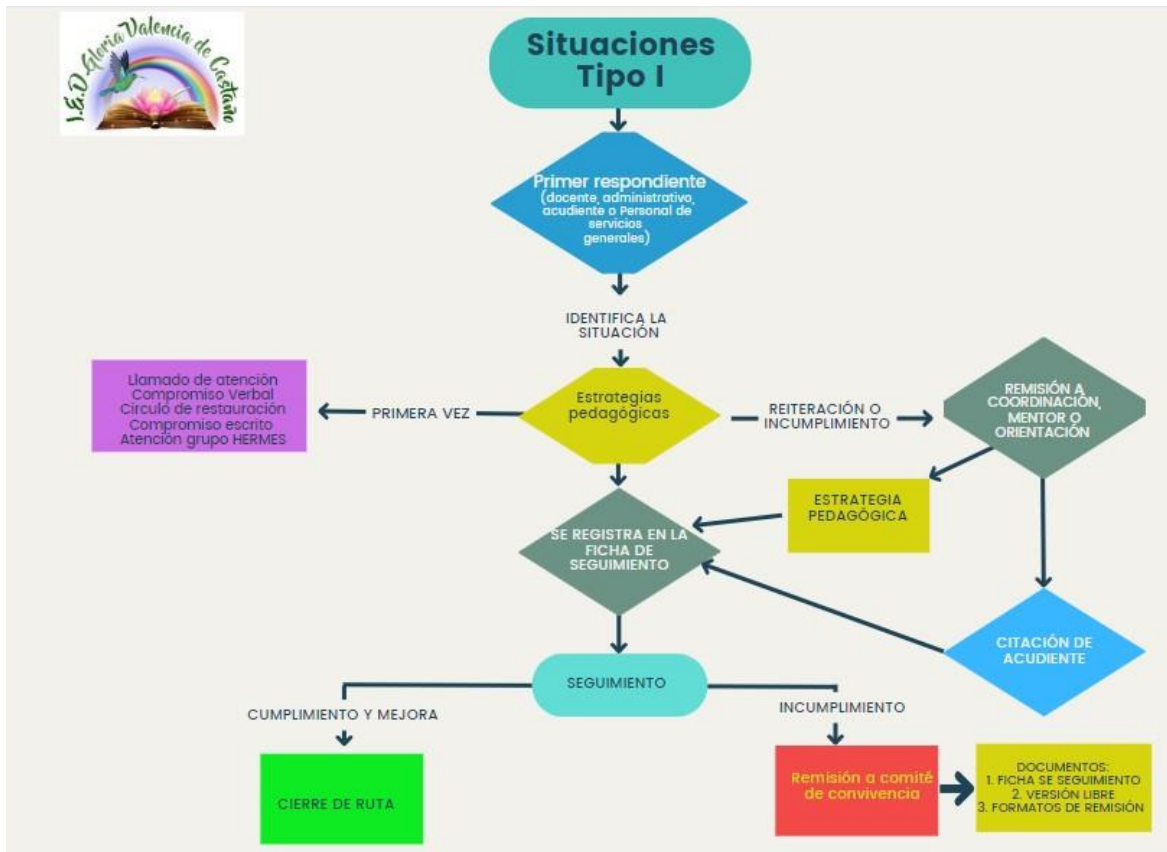 I.E.D Gloria Valencia de Castaño
Situaciones
Tipo I
Primer respondiente
(docente, administrativo,
acudiente o Personal de
servicios
generales)
IDENTIFICA LA
SITUACIÓN
Llamado de atención
Compromiso Verbal
Circulo de restauración
Compromiso escrito
Atención grupo HERMES
PRIMERA VEZ
Estrategias
pedagógicas
REITERACIÓN O
INCUMPLIMIENTO
REMISIÓN A
COORDINACIÓN,
MENTOR O
ORIENTACIÓN
ESTRATEGIA
PEDAGÓGICA
SE REGISTRA EN LA
FICHA DE
SEGUIMIENTO
CITACIÓN DE
ACUDIENTE
SEGUIMIENTO
CUMPLIMIENTO Y MEJORA
INCUMPLIMIENTO
CIERRE DE RUTA
Remisión a comité
de convivencia
DOCUMENTOS:
1. FICHA SE SEGUIMIENTO
2. VERSIÓN LIBRE
3. FORMATOS DE REMISIÓN